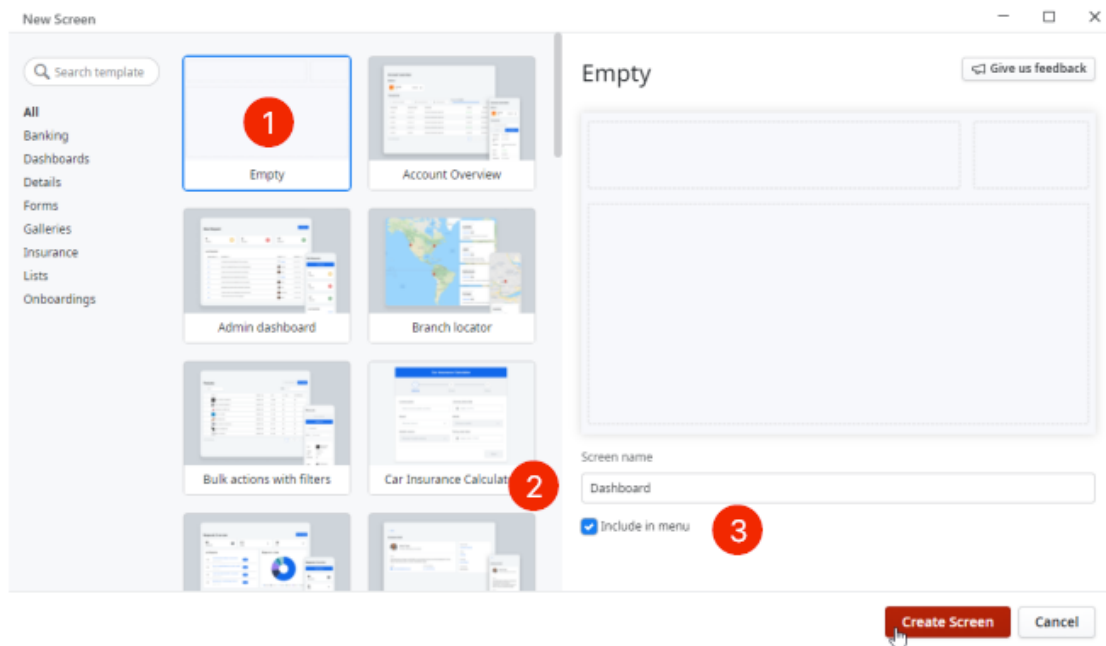 New Screen
Search template
All
Banking
Dashboards
Details
Forms
Galleries
Insurance
Lists
Onboardings
1
Empty
Account Overview
Admin dashboard
Branch locator
Bulk actions with filters
Car Insurance Calculat
2
Empty
Give us feedback
Screen name
Dashboard
Include in menu
3
Create Screen
Cancel